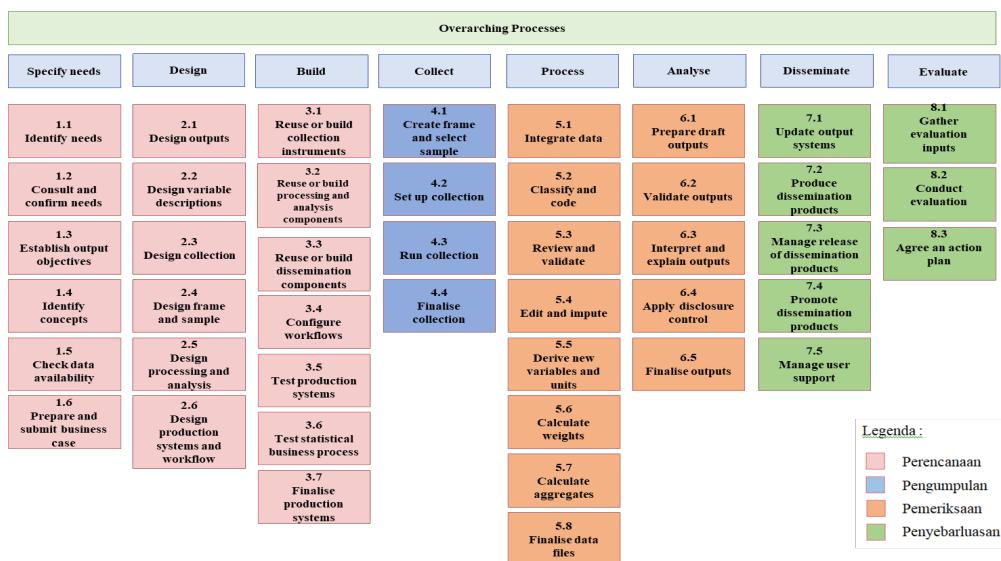 Overarching Processes
Specify needs
Design
Build
Collect
Process
Analyse
Disseminate
Evaluate
1.1
Identify needs
1.2
Consult and
confirm needs
1.3
Establish output
objectives
1.4
Identify
concepts
1.5
Check data
availability
1.6
Prepare and
submit business
case
2.1
Design outputs
2.2
Design variable
descriptions
2.3
Design collection
2.4
Design frame
and sample
2.5
Design
processing and
analysis
2.6
Design
production
systems and
workflow
3.1
Reuse or build
collection
instruments
3.2
Reuse or build
processing and
analysis
components
3.3
Reuse or build
dissemination
components
3.4
Configure
workflows
3.5
Test production
systems
3.6
Test statistical
business process
3.7
Finalise
production
systems
4.1
Create frame
and select
sample
4.2
Set up collection
4.3
Run collection
4.4
Finalise
collection
5.1
Integrate data
5.2
Classify and
code
5.3
Review and
validate
5.4
Edit and impute
5.5
Derive new
variables and
units
5.6
Calculate
weights
5.7
Calculate
aggregates
5.8
Finalise data
files
6.1
Prepare draft
outputs
6.2
Validate outputs
6.3
Interpret and
explain outputs
6.4
Apply disclosure
control
6.5
Finalise outputs
7.1
Update output
systems
7.2
Produce
dissemination
products
7.3
Manage release
of dissemination
products
7.4
Promote
dissemination
products
7.5
Manage user
support
8.1
Gather
evaluation
inputs
8.2
Conduct
evaluation
8.3
Agree an action
plan
Legenda :
Perencanaan
Pengumpulan
Pemeriksaan
Penyebarluasan